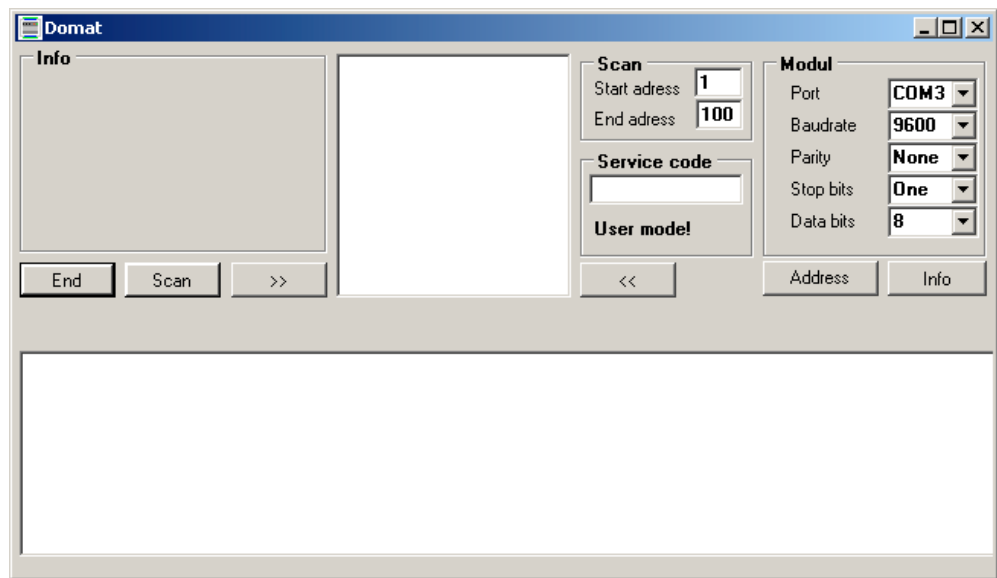 Domat
Info
Scan
Start adress 1
End adress 100
Service code
User mode!
Modul
Port COM3
Baudrate 9600
Parity None
Stop bits One
Data bits 8
End Scan >> << Address Info